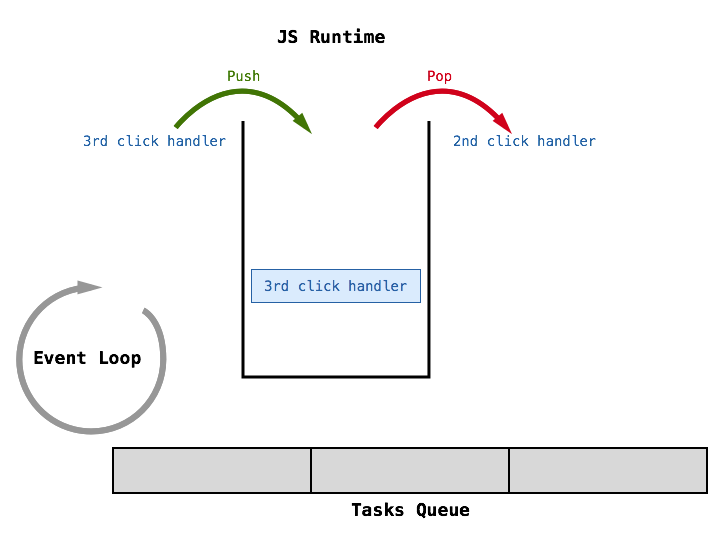 JS Runtime
Push
Pop
3rd click handler
2nd click handler
3rd click handler
Event Loop
Tasks Queue